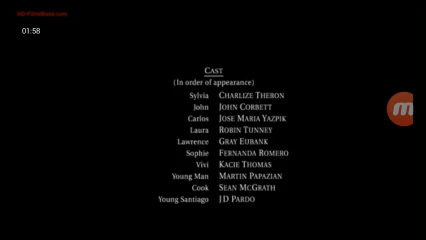 HD-PrimeBase.com
01:58
CAST
(In order of appearance)
Sylvia CHARLIZE THERON
John JOHN CORBETT
Carlos JOSE MARIA YAZPIK
Laura ROBIN TUNNEY
Lawrence GRAY EUBANK
Sophie FERNANDA ROMERO
Vivi KACIE THOMAS
Young Man MARTIN PAPAZIAN
Cook SEAN MCGRATH
Young Santiago JD PARDO